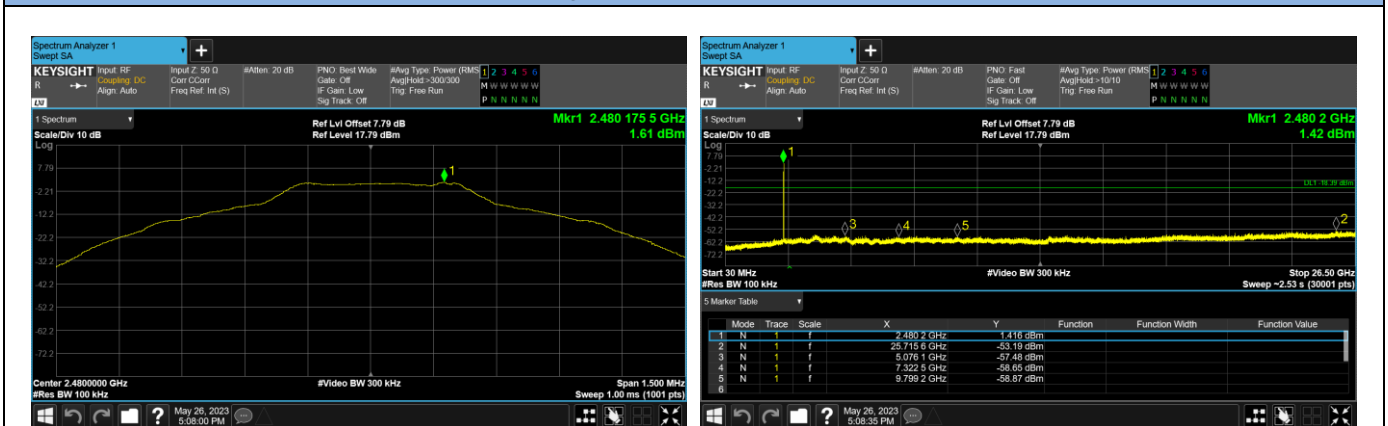 Spectrum Analyzer 1
Swept SA
+
KEYSIGHT
R
LXI
Input: RF
Coupling: DC
Align: Auto
Input Z: 50 Ω
Corr CCorr
Freq Ref: Int (S)
#Atten: 20 dB
PNO: Best Wide
Gate: Off
IF Gain: Low
Sig Track: Off
#Avg Type: Power (RMS
Avg|Hold:>300/300
Trig: Free Run
1 2 3 4 5 6
M W W W W W
P N N N N N
1 Spectrum
Scale/Div 10 dB
Log
Ref Lvl Offset 7.79 dB
Ref Level 17.79 dBm
Mkr1 2.480 175 5 GHz
1.61 dBm
1
7.79
-2.21
-12.2
-22.2
-32.2
-42.2
-52.2
-62.2
-72.2
Center 2.4800000 GHz
#Res BW 100 kHz
#Video BW 300 kHz
Span 1.500 MHz
Sweep 1.00 ms (1001 pts)
?
May 26, 2023
5:08:00 PM
Spectrum Analyzer 1
Swept SA
+
KEYSIGHT
R
LXI
Input: RF
Coupling: DC
Align: Auto
Input Z: 50 Ω
Corr CCorr
Freq Ref: Int (S)
#Atten: 20 dB
PNO: Fast
Gate: Off
IF Gain: Low
Sig Track: Off
#Avg Type: Power (RMS
Avg|Hold:>10/10
Trig: Free Run
1 2 3 4 5 6
M W W W W W
P N N N N N
1 Spectrum
Scale/Div 10 dB
Log
Ref Lvl Offset 7.79 dB
Ref Level 17.79 dBm
Mkr1 2.480 2 GHz
1.42 dBm
1
7.79
-2.21
-12.2
DL1 -18.39 dBm
-22.2
-32.2
-42.2
-52.2
-62.2
-72.2
3
4
5
2
Start 30 MHz
#Res BW 100 kHz
#Video BW 300 kHz
Stop 26.50 GHz
Sweep ~2.53 s (30001 pts)
5 Marker Table
Mode Trace Scale X Y Function Function Width Function Value
1 N 1 f 2.480 2 GHz 1.416 dBm
2 N 1 f 25.715 6 GHz -53.19 dBm
3 N 1 f 5.076 1 GHz -57.48 dBm
4 N 1 f 7.322 5 GHz -58.65 dBm
5 N 1 f 9.799 2 GHz -58.87 dBm
6
?
May 26, 2023
5:08:35 PM